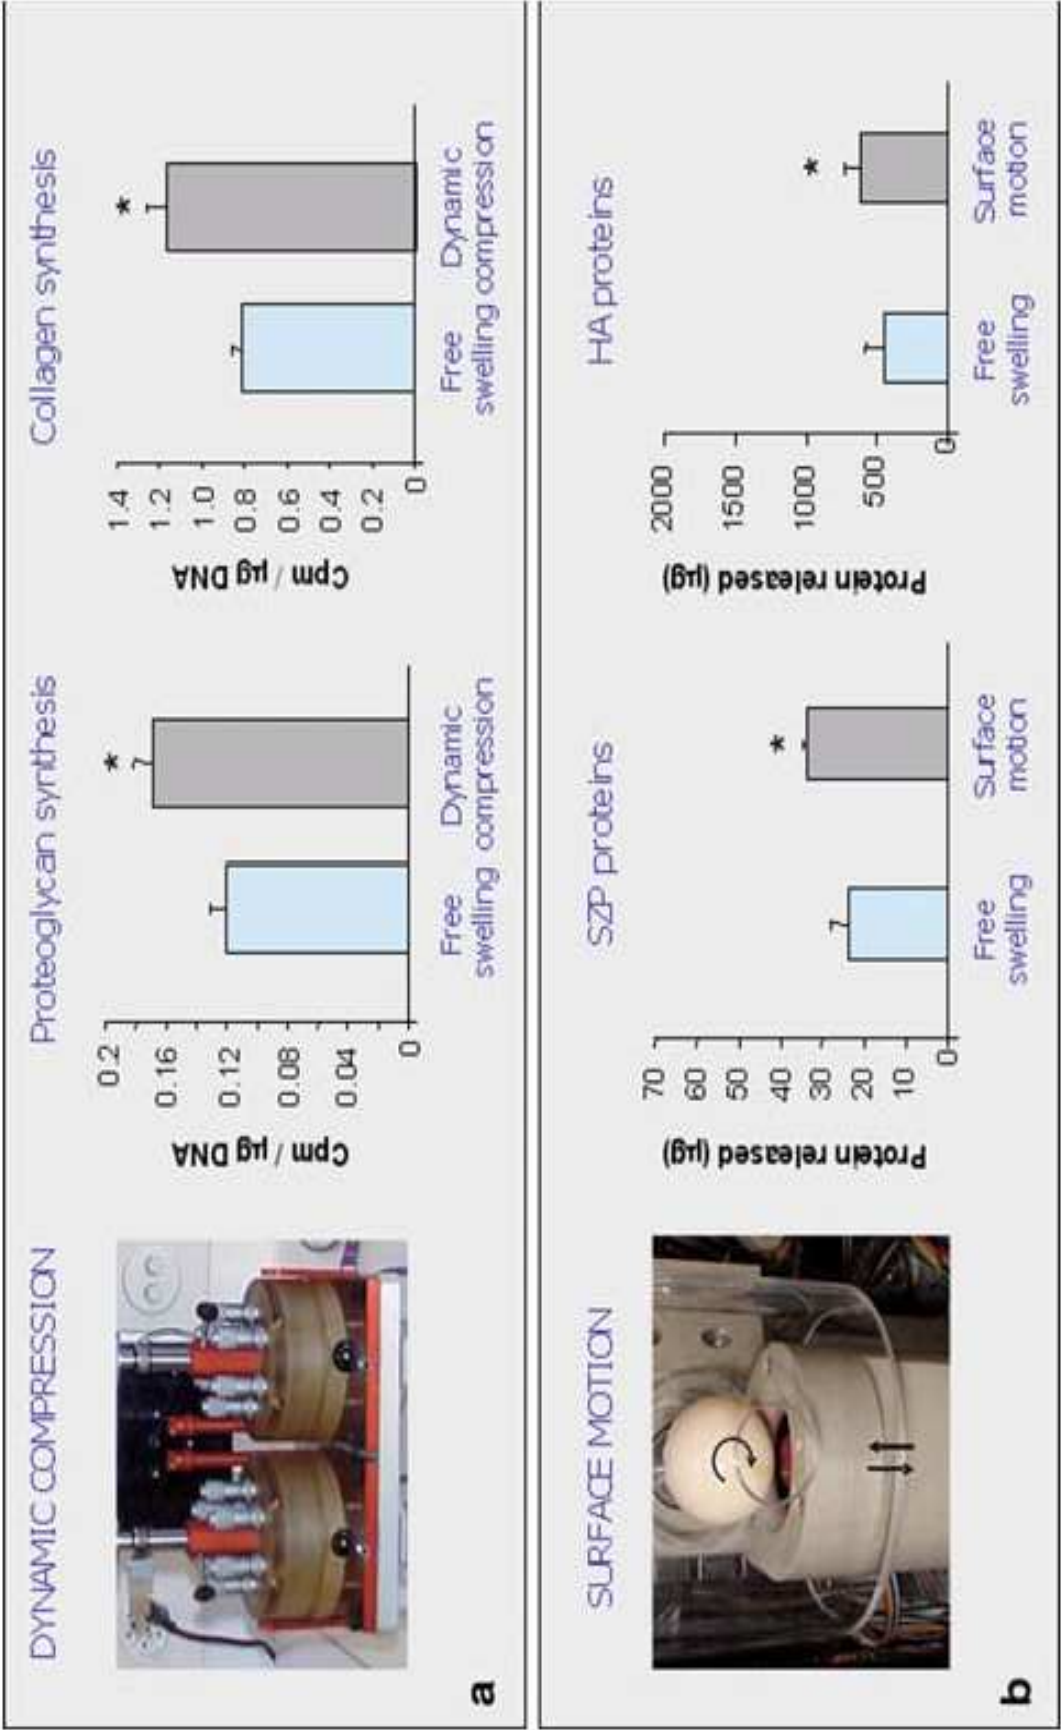 DYNAMIC COMPRESSION
Proteoglycan synthesis
Cpm / µg DNA
0.2
0.16
0.12
0.08
0.04
0
*
Free
swelling
Dynamic
compression
Collagen synthesis
Cpm / µg DNA
1.4
1.2
1.0
0.8
0.6
0.4
0.2
0
*
Free
swelling
Dynamic
compression
a
SURFACE MOTION
SZP proteins
Protein released (µg)
70
60
50
40
30
20
10
0
*
Free
swelling
Surface
motion
HA proteins
Protein released (µg)
2000
1500
1000
500
0
*
Free
swelling
Surface
motion
b